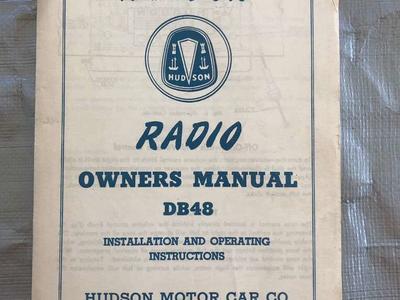 HUDSON
RADIO
OWNERS MANUAL
DB48
INSTALLATION AND OPERATING
INSTRUCTIONS
HUDSON MOTOR CAR CO